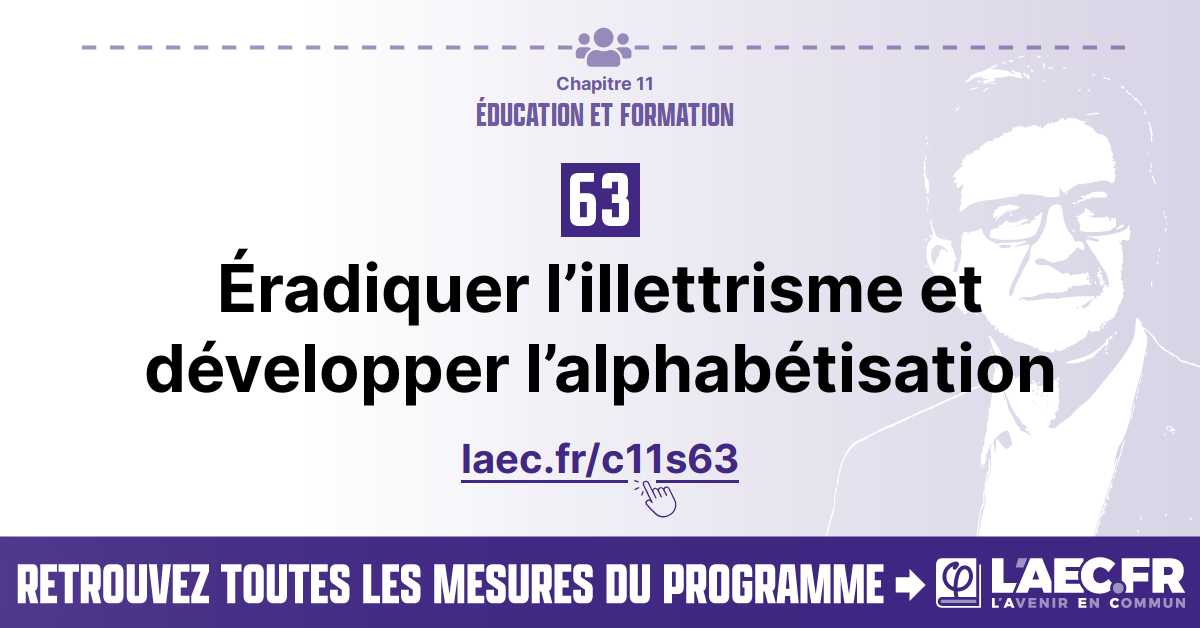 Chapitre 11
ÉDUCATION ET FORMATION
63
Éradiquer l’illettrisme et
développer l’alphabétisation
laec.fr/c11s63
RETROUVEZ TOUTES LES MESURES DU PROGRAMME
L'AEC.FR
L'AVENIR EN COMMUN